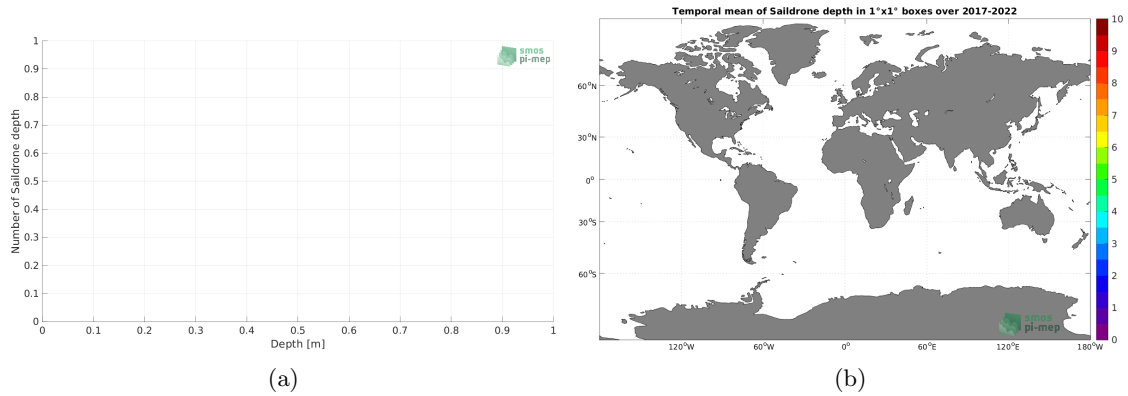 1
0.9
0.8
0.7
0.6
0.5
0.4
0.3
0.2
0.1
0
Number of Saildrone depth
0 0.1 0.2 0.3 0.4 0.5 0.6 0.7 0.8 0.9 1
Depth [m]
smos
pi-mep
(a)
Temporal mean of Saildrone depth in 1°x1° boxes over 2017-2022
60°N
30°N
0°
30°S
60°S
120°W 60°W 0° 60°E 120°E 180°W
smos
pi-mep
10
9
8
7
6
5
4
3
2
1
0
(b)